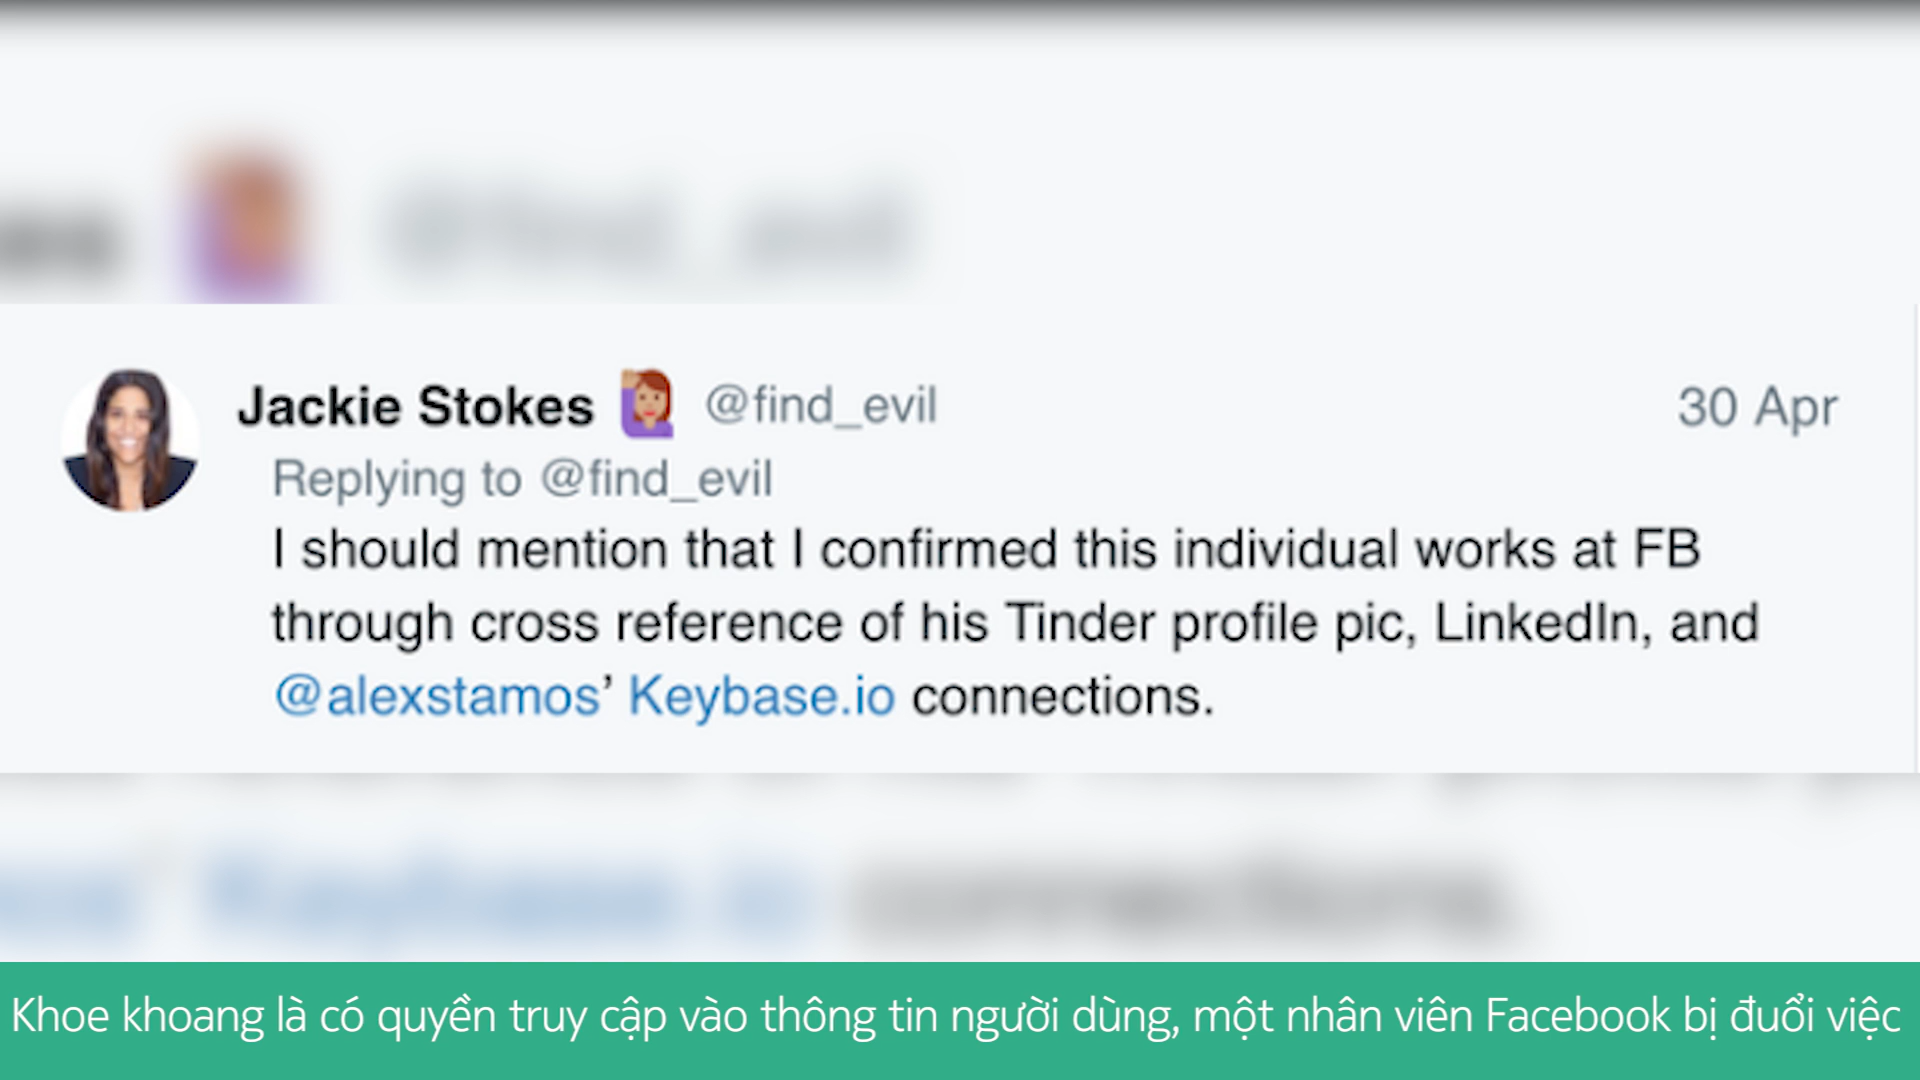 Jackie Stokes 🙋🏽‍♀️ @find_evil 30 Apr
Replying to @find_evil
I should mention that I confirmed this individual works at FB
through cross reference of his Tinder profile pic, LinkedIn, and
@alexstamos’ Keybase.io connections.
Khoe khoang là có quyền truy cập vào thông tin người dùng, một nhân viên Facebook bị đuổi việc